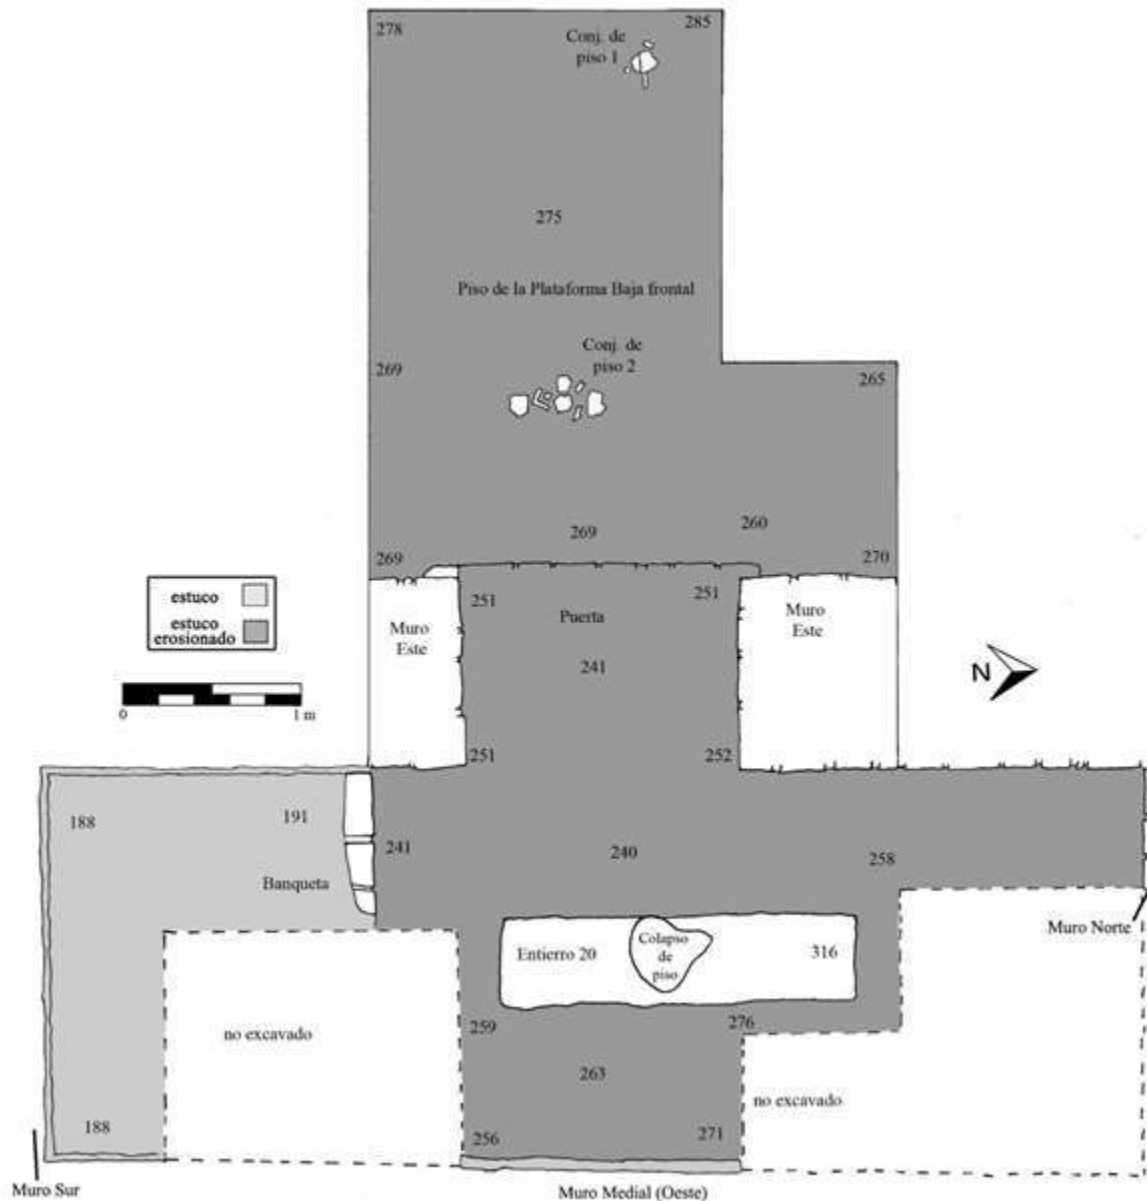 278
285
Conj. de
piso 1
275
Piso de la Plataforma Baja frontal
Conj. de
piso 2
269
265
269
260
269
270
estuco
estuco
erosionado
0
1 m
Muro
Este
251
251
Puerta
241
Muro
Este
N
251
252
188
191
241
240
258
Banqueta
Muro Norte
Entierro 20
Colapso
de
piso
316
no excavado
259
276
263
no excavado
188
256
271
Muro Sur
Muro Medial (Oeste)